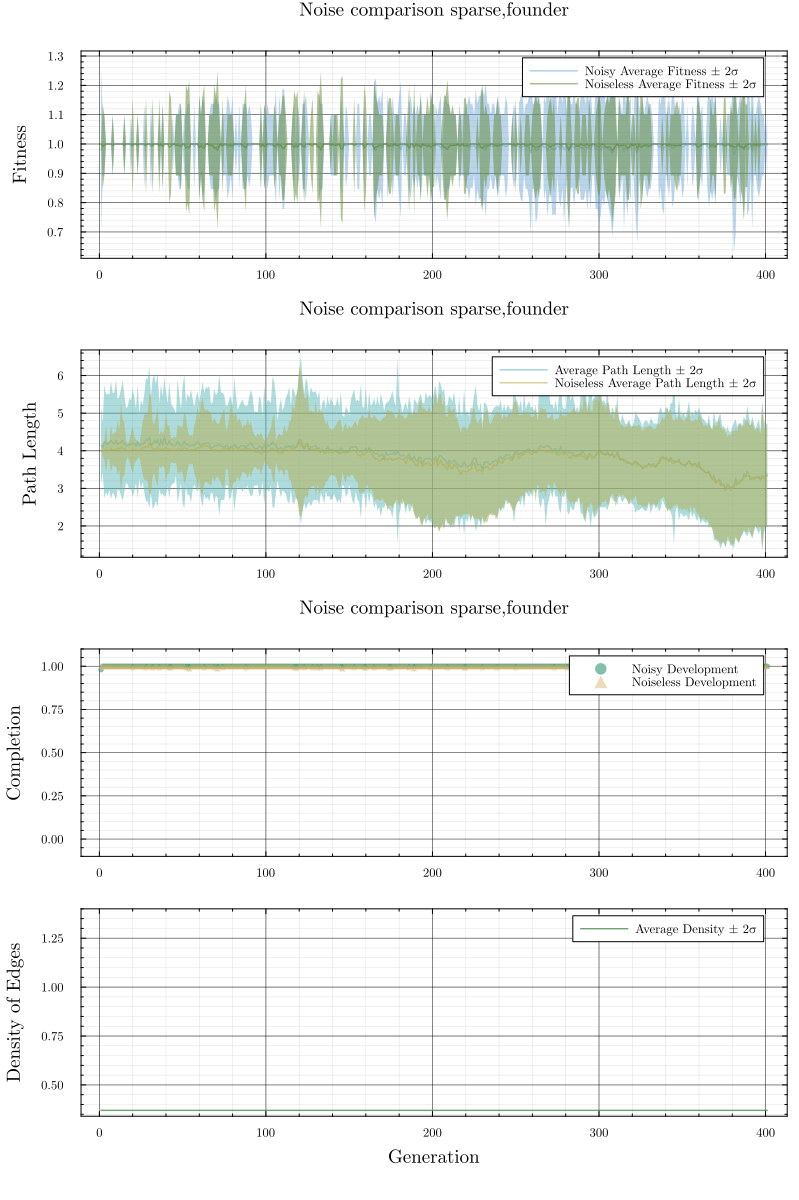 Noise comparison sparse,founder
1.3
1.2
1.1
1.0
0.9
0.8
0.7
Fitness
Noisy Average Fitness ± 2σ
Noiseless Average Fitness ± 2σ
0 100 200 300 400
Noise comparison sparse,founder
6
5
4
3
2
Path Length
Average Path Length ± 2σ
Noiseless Average Path Length ± 2σ
0 100 200 300 400
Noise comparison sparse,founder
1.00
0.75
0.50
0.25
0.00
Completion
Noisy Development
Noiseless Development
0 100 200 300 400
1.25
1.00
0.75
0.50
Density of Edges
Average Density ± 2σ
0 100 200 300 400
Generation